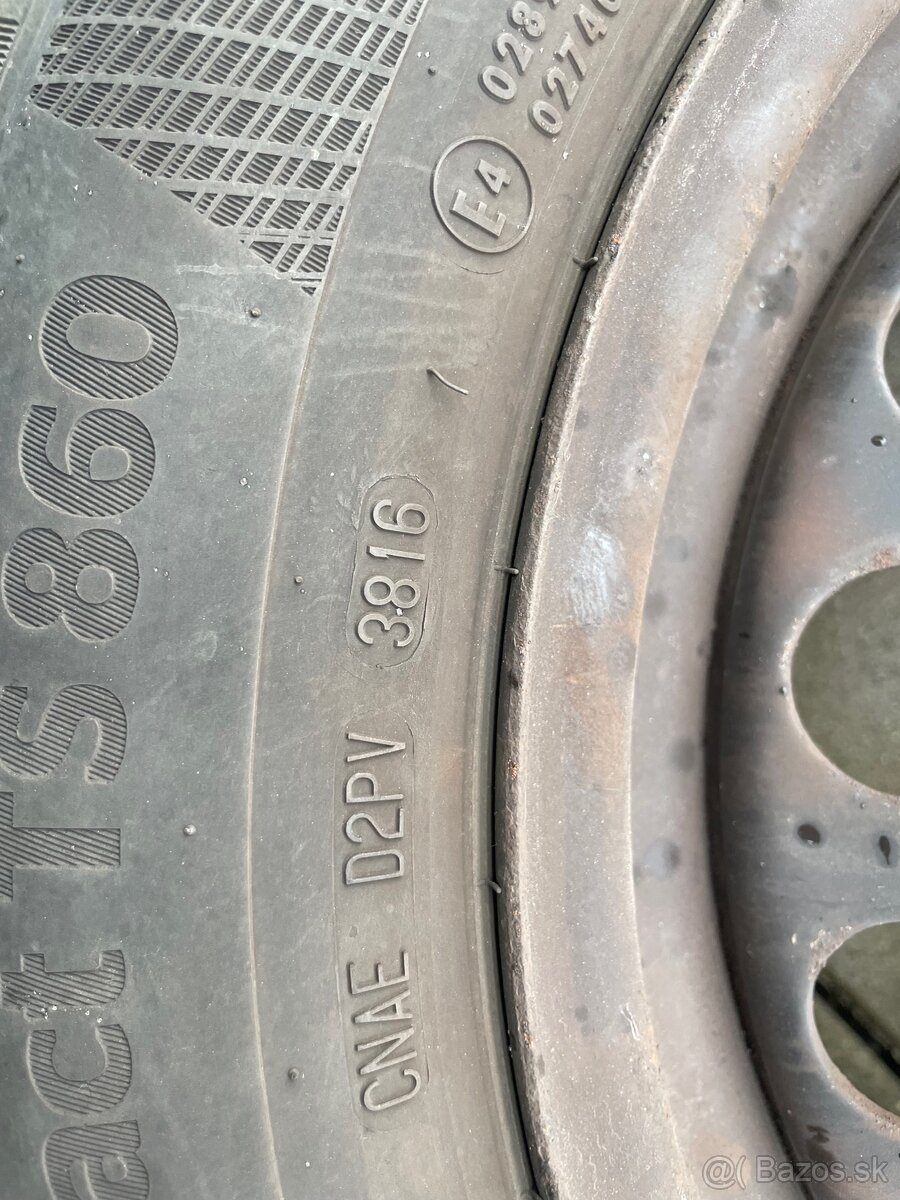 act TS 860
CNAE D2PV 3816
E4
@( Bazos.sk